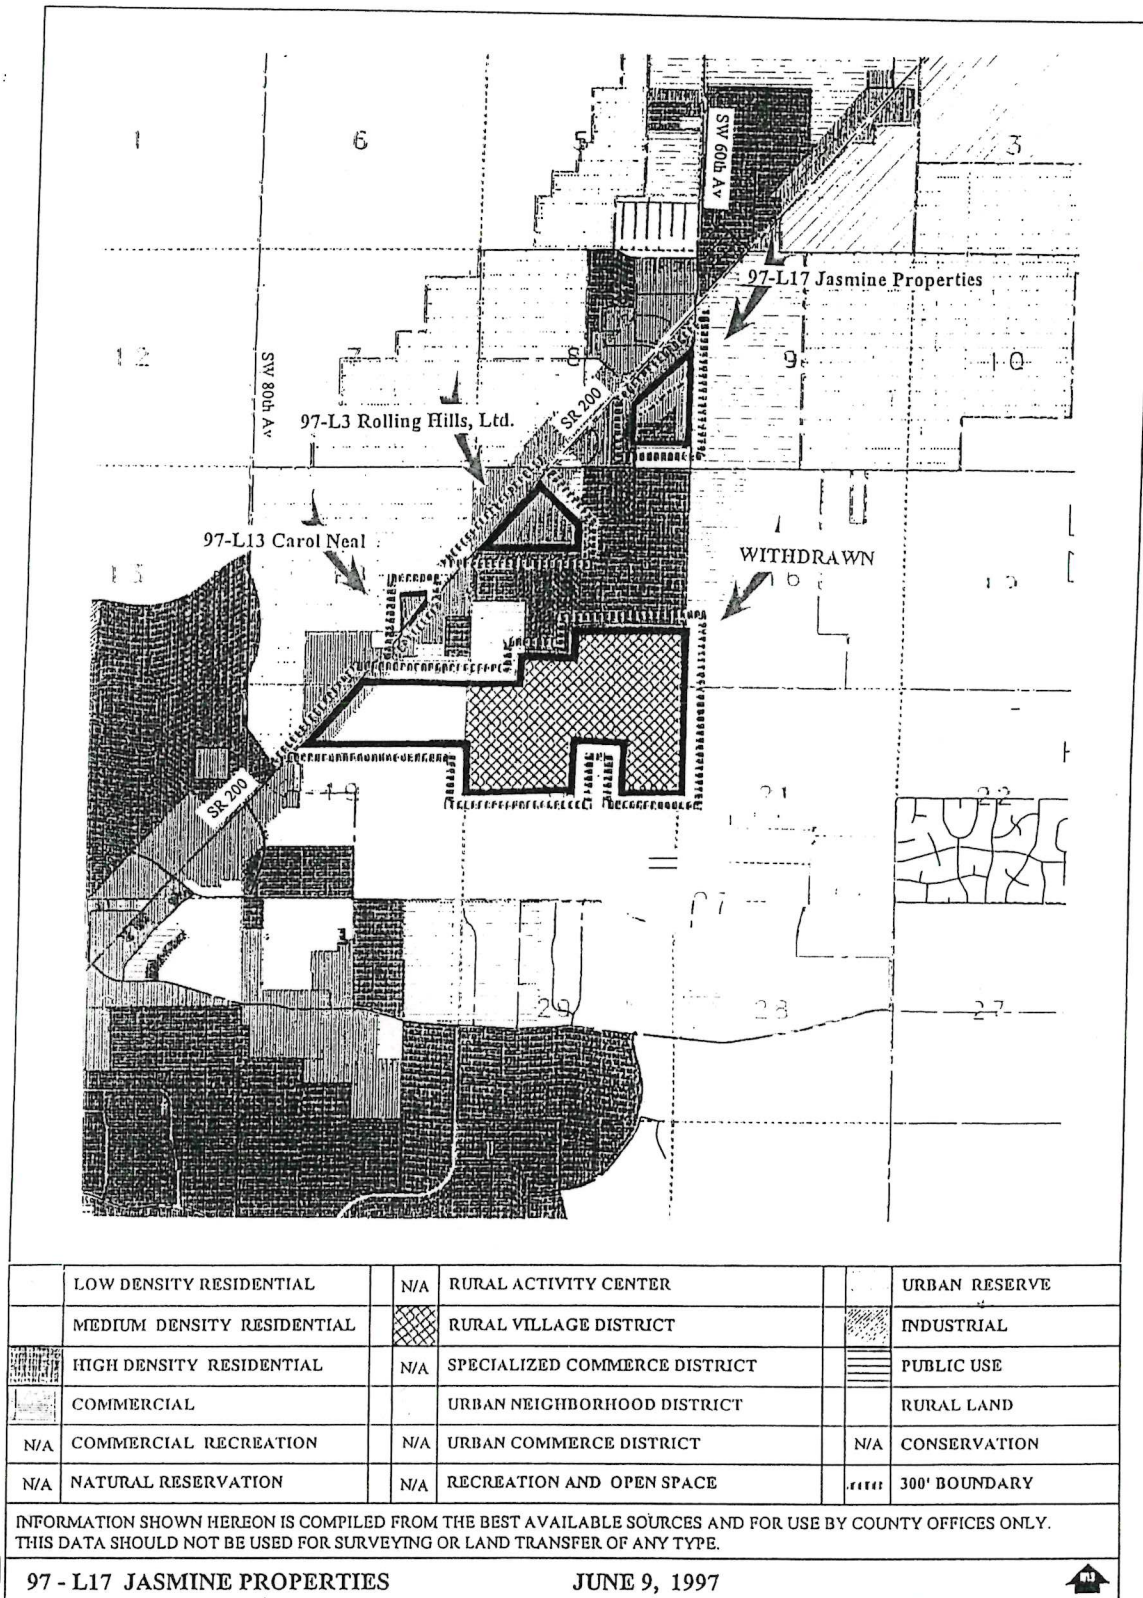 1
6
5
3
SW 60th Av
97-L17 Jasmine Properties
12
7
8
9
10
SW 80th Av
97-L3 Rolling Hills, Ltd.
SR 200
97-L13 Carol Neal
WITHDRAWN
13
16
SR 200
19
21
22
29
28
27
LOW DENSITY RESIDENTIAL
N/A RURAL ACTIVITY CENTER
URBAN RESERVE
MEDIUM DENSITY RESIDENTIAL
RURAL VILLAGE DISTRICT
INDUSTRIAL
HIGH DENSITY RESIDENTIAL
N/A SPECIALIZED COMMERCE DISTRICT
PUBLIC USE
COMMERCIAL
URBAN NEIGHBORHOOD DISTRICT
RURAL LAND
N/A COMMERCIAL RECREATION
N/A URBAN COMMERCE DISTRICT
N/A CONSERVATION
N/A NATURAL RESERVATION
N/A RECREATION AND OPEN SPACE
300' BOUNDARY
INFORMATION SHOWN HEREON IS COMPILED FROM THE BEST AVAILABLE SOURCES AND FOR USE BY COUNTY OFFICES ONLY.
THIS DATA SHOULD NOT BE USED FOR SURVEYING OR LAND TRANSFER OF ANY TYPE.
97 - L17 JASMINE PROPERTIES
JUNE 9, 1997